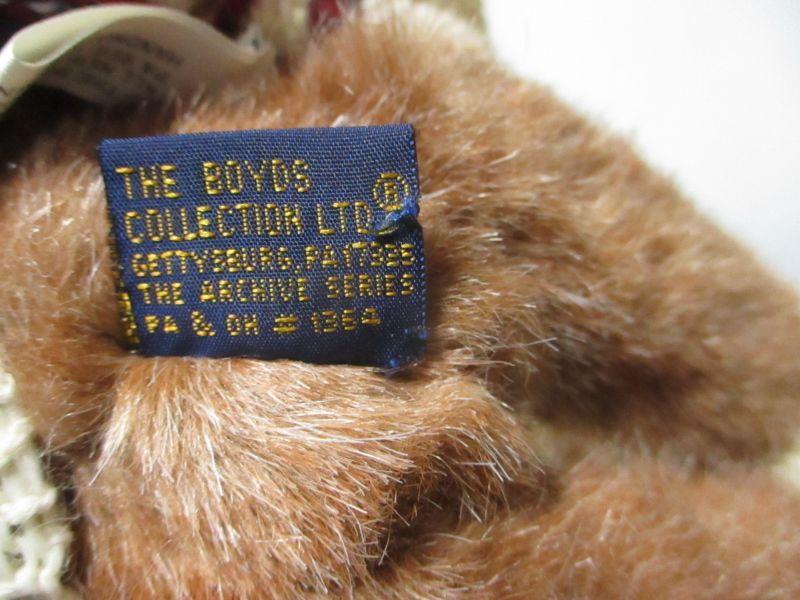 THE BOYDS
COLLECTION LTD ®
GETTYSBURG, PA 17325
THE ARCHIVE SERIES
PA & OH # 1364